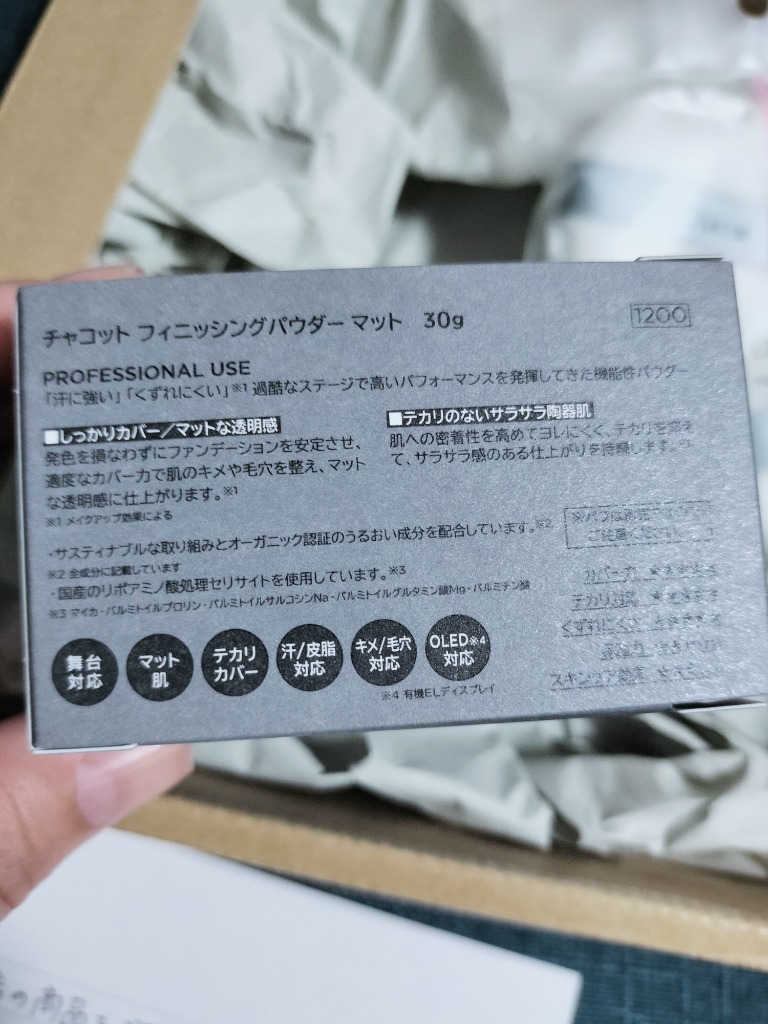 チャコット フィニッシングパウダー マット 30g
1200
PROFESSIONAL USE
「汗に強い」「くずれにくい」※1 過酷なステージで高いパフォーマンスを発揮してきた機能性パウダー
■しっかりカバー/マットな透明感
発色を損なわずにファンデーションを安定させ、
適度なカバー力で肌のキメや毛穴を整え、マット
な透明感に仕上がります。※1
※1 メイクアップ効果による
■テカリのないサラサラ陶器肌
肌への密着性を高めてヨレにくく、テカリを抑え
て、サラサラ感のある仕上がりを持続します。
・サスティナブルな取り組みとオーガニック認証のうるおい成分を配合しています。※2
※2 全成分に記載しています
・国産のリポアミノ酸処理セリサイトを使用しています。※3
※3 マイカ・パルミトイルプロリン・パルミトイルサルコシンNa・パルミトイルグルタミン酸Mg・パルミチン酸
※パフは別売
カバー力
テカリ
くずれにくさ
スキンケア効果
舞台
対応
マット
肌
テカリ
カバー
汗/皮脂
対応
キメ/毛穴
対応
OLED※4
対応
※4 有機ELディスプレイ
の商品を